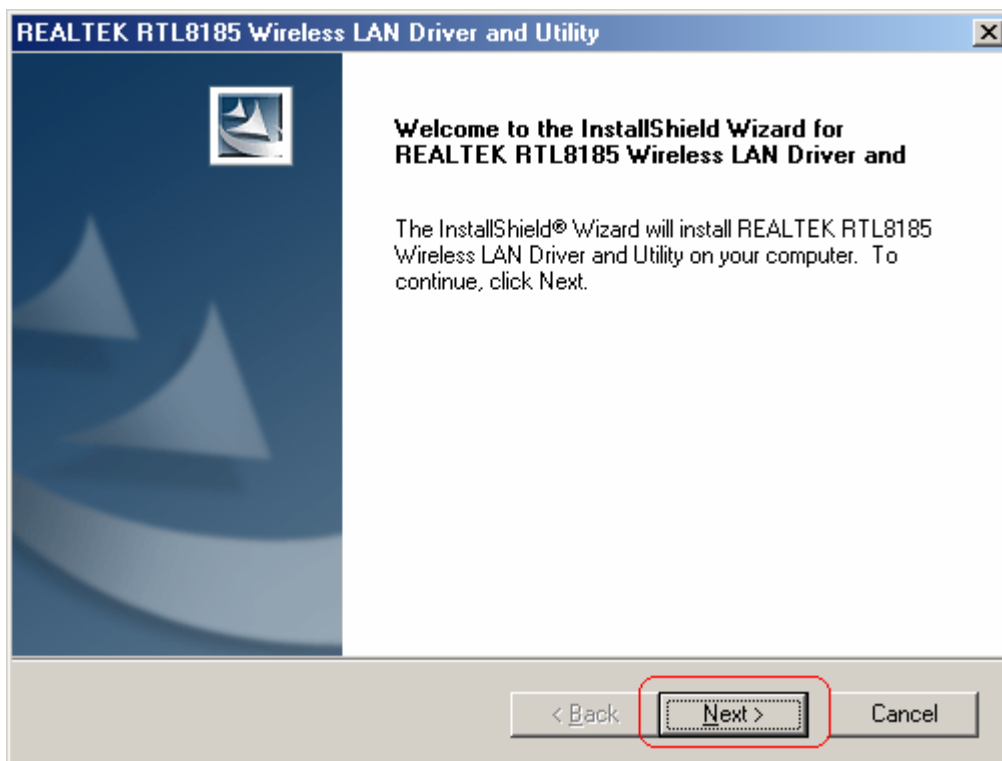 REALTEK RTL8185 Wireless LAN Driver and Utility
Welcome to the InstallShield Wizard for
REALTEK RTL8185 Wireless LAN Driver and
The InstallShield® Wizard will install REALTEK RTL8185
Wireless LAN Driver and Utility on your computer.  To
continue, click Next.
< Back
Next >
Cancel